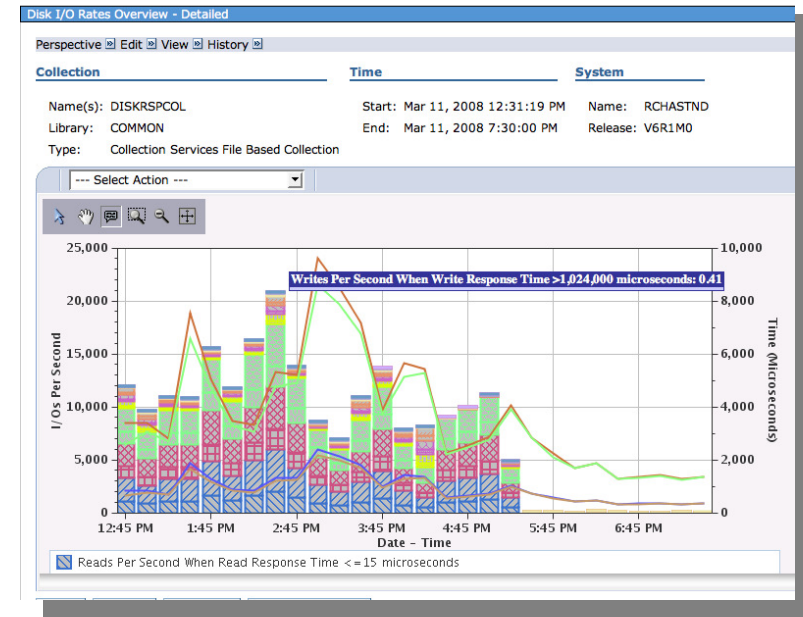 Disk I/O Rates Overview - Detailed
Perspective Edit View History
Collection Time System
Name(s): DISKRSPCOL Start: Mar 11, 2008 12:31:19 PM Name: RCHASTND
Library: COMMON End: Mar 11, 2008 7:30:00 PM Release: V6R1M0
Type: Collection Services File Based Collection
--- Select Action ---
25,000 10,000
Writes Per Second When Write Response Time >1,024,000 microseconds: 0.41
20,000 8,000
15,000 6,000
10,000 4,000
5,000 2,000
0 0
I/Os Per Second
Time (Microseconds)
12:45 PM 1:45 PM 2:45 PM 3:45 PM 4:45 PM 5:45 PM 6:45 PM
Date - Time
Reads Per Second When Read Response Time <=15 microseconds